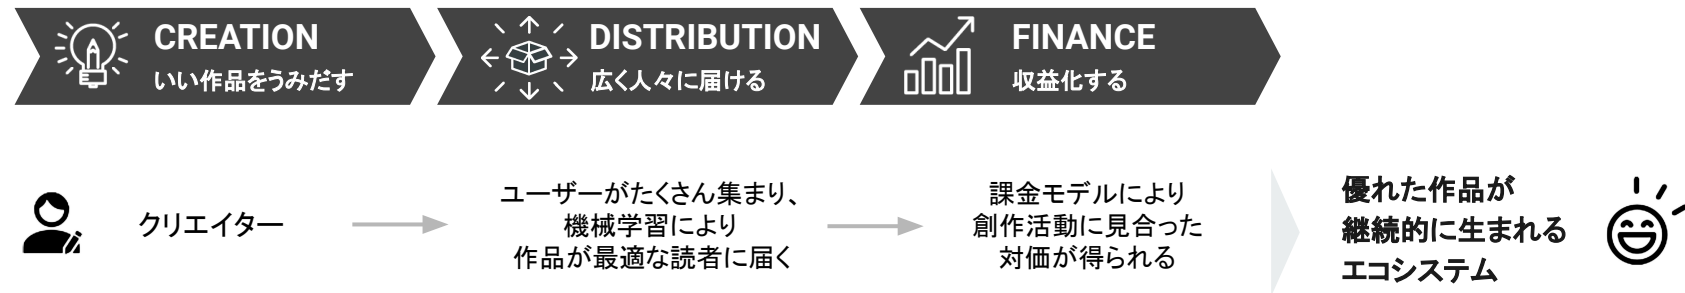 CREATION
いい作品をうみだす
DISTRIBUTION
広く人々に届ける
FINANCE
収益化する
クリエイター
ユーザーがたくさん集まり、
機械学習により
作品が最適な読者に届く
課金モデルにより
創作活動に見合った
対価が得られる
優れた作品が
継続的に生まれる
エコシステム